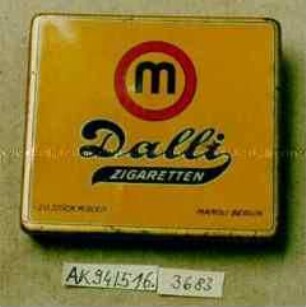 m
Dalli
ZIGARETTEN
MANOLI BERLIN
AK 94/516. 3683